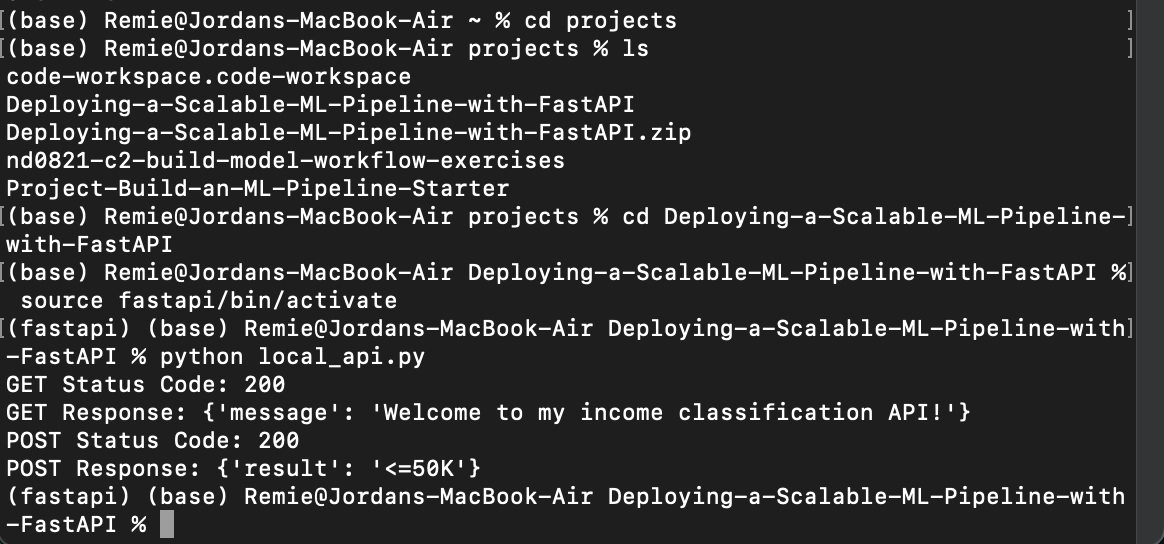 [(base) Remie@Jordans-MacBook-Air ~ % cd projects ]
[(base) Remie@Jordans-MacBook-Air projects % ls ]
code-workspace.code-workspace
Deploying-a-Scalable-ML-Pipeline-with-FastAPI
Deploying-a-Scalable-ML-Pipeline-with-FastAPI.zip
nd0821-c2-build-model-workflow-exercises
Project-Build-an-ML-Pipeline-Starter
[(base) Remie@Jordans-MacBook-Air projects % cd Deploying-a-Scalable-ML-Pipeline-]
with-FastAPI
[(base) Remie@Jordans-MacBook-Air Deploying-a-Scalable-ML-Pipeline-with-FastAPI %]
 source fastapi/bin/activate
[(fastapi) (base) Remie@Jordans-MacBook-Air Deploying-a-Scalable-ML-Pipeline-with]
-FastAPI % python local_api.py
GET Status Code: 200
GET Response: {'message': 'Welcome to my income classification API!'}
POST Status Code: 200
POST Response: {'result': '<=50K'}
(fastapi) (base) Remie@Jordans-MacBook-Air Deploying-a-Scalable-ML-Pipeline-with
-FastAPI %